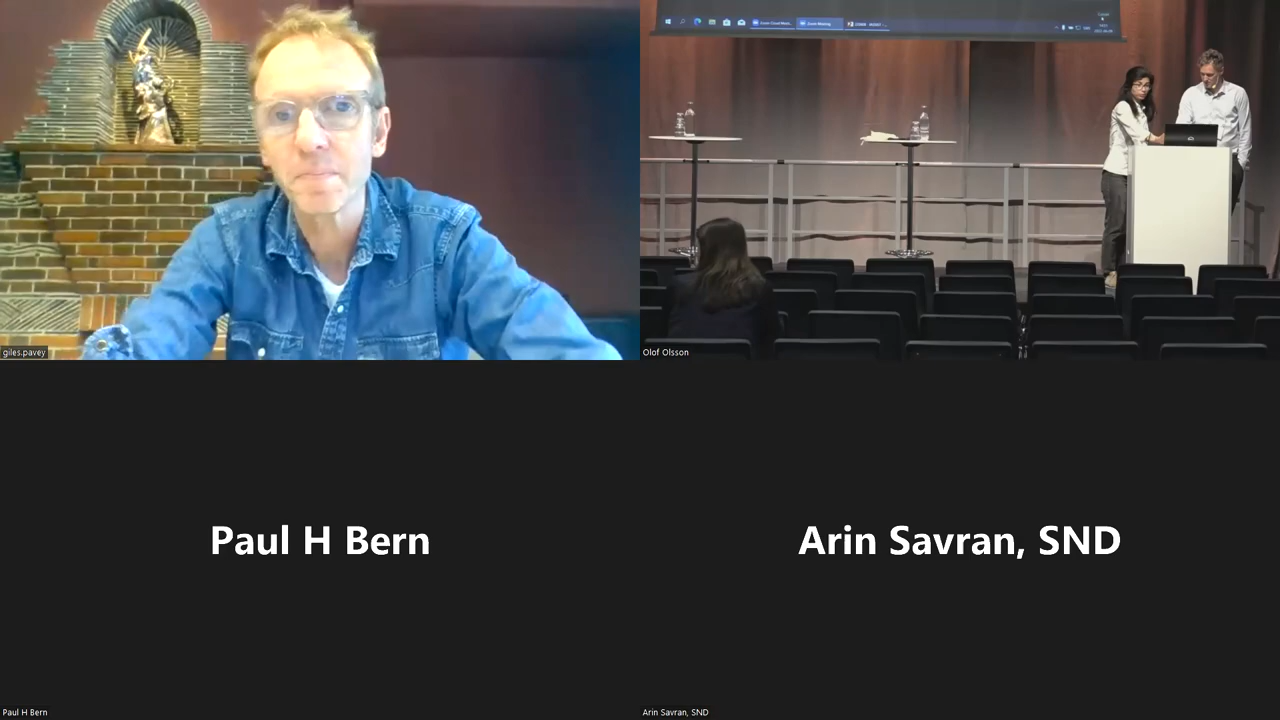 giles.pavey
Olof Olsson
Paul H Bern
Arin Savran, SND
Paul H Bern
Arin Savran, SND